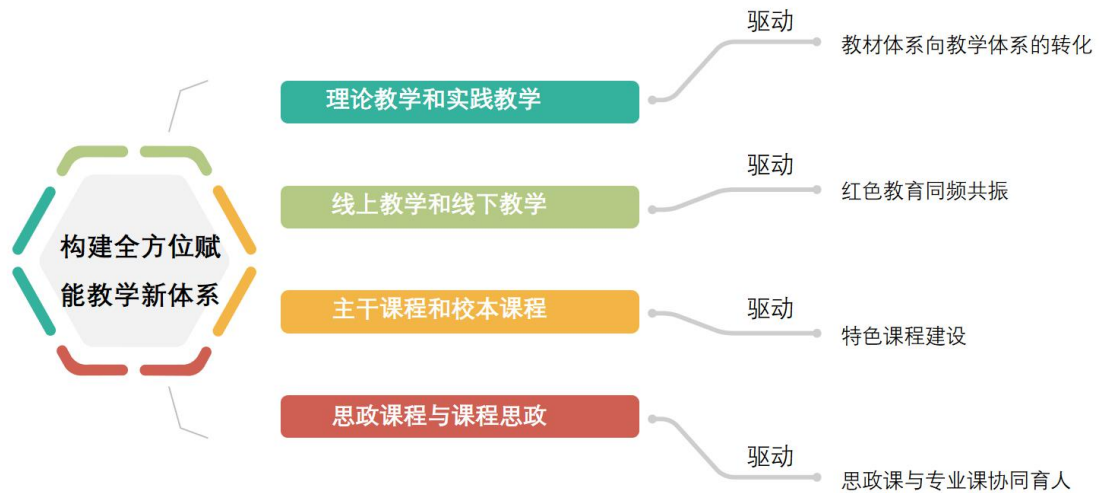 构建全方位赋
能教学新体系
理论教学和实践教学
驱动
教材体系向教学体系的转化
线上教学和线下教学
驱动
红色教育同频共振
主干课程和校本课程
驱动
特色课程建设
思政课程与课程思政
驱动
思政课与专业课协同育人